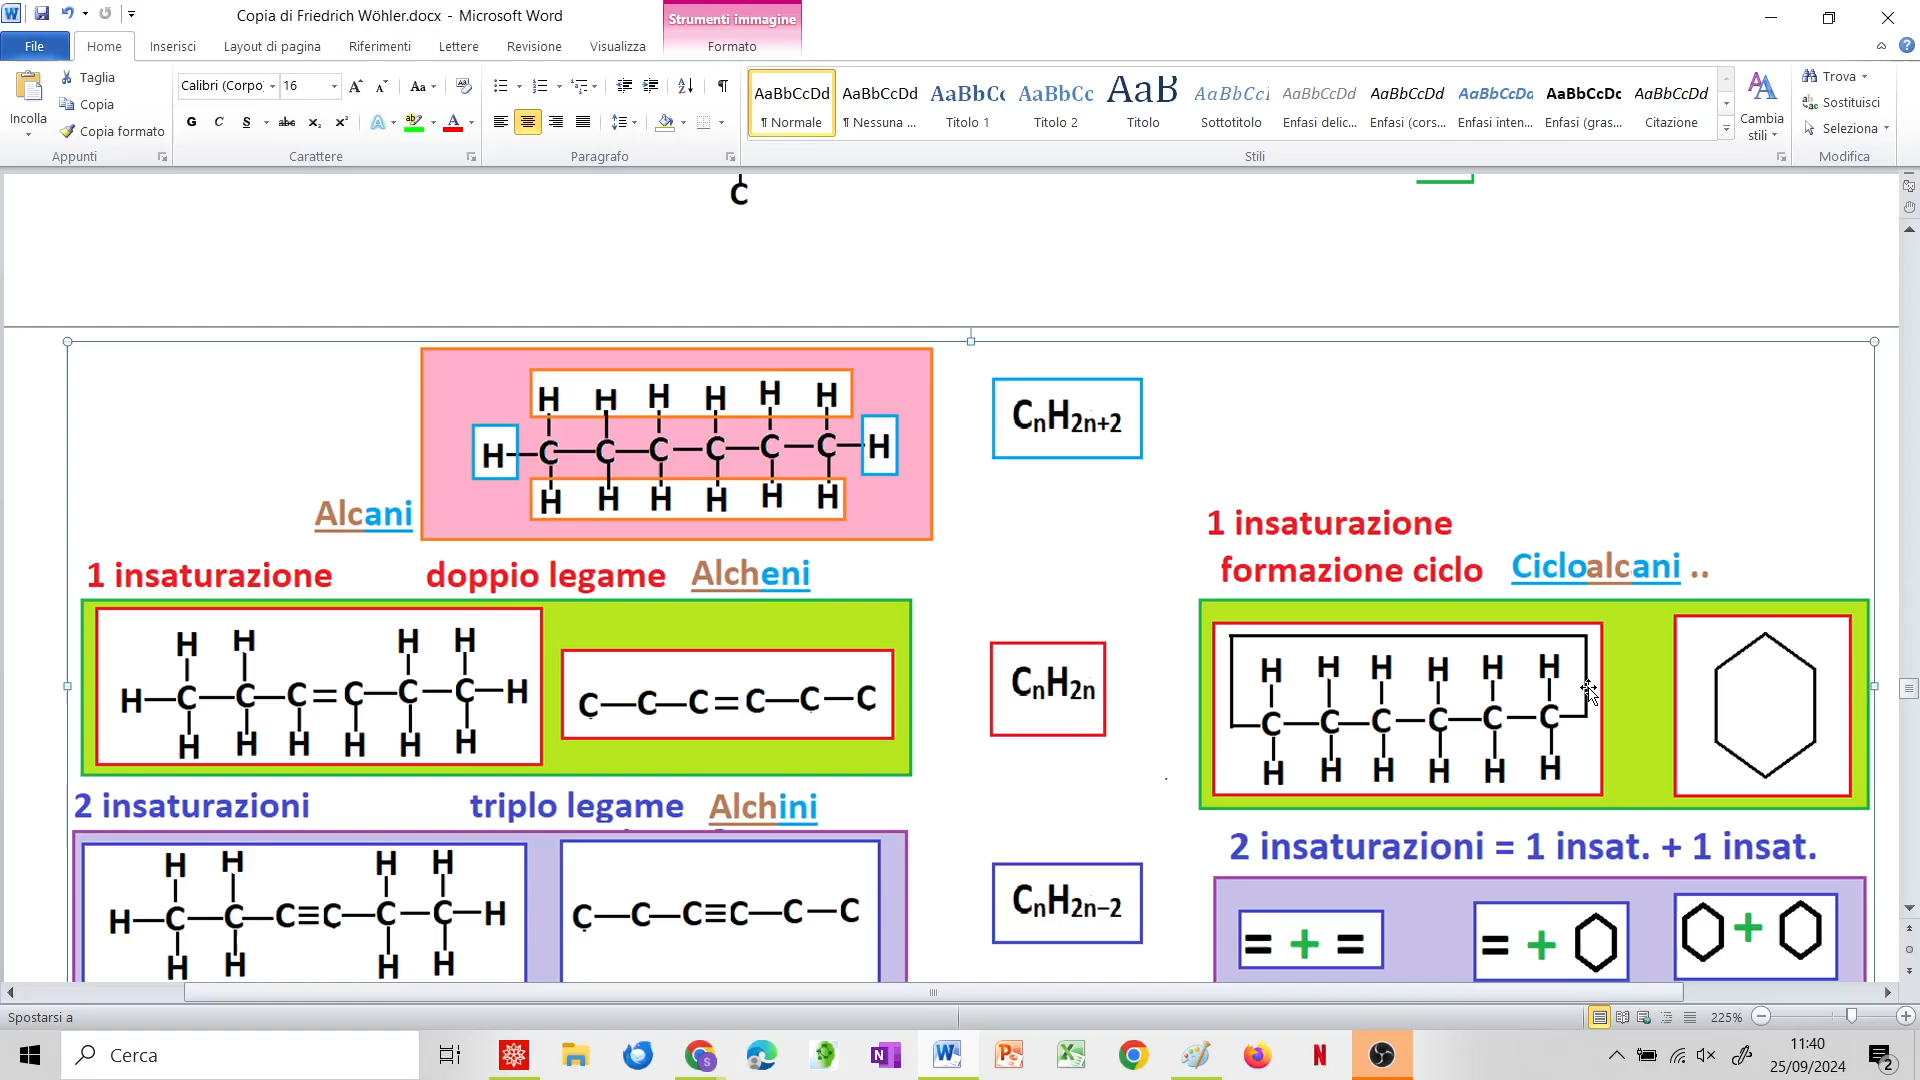 Copia di Friedrich Wöhler.docx - Microsoft Word
Strumenti immagine
File Home Inserisci Layout di pagina Riferimenti Lettere Revisione Visualizza Formato
Incolla
Taglia
Copia
Copia formato
Appunti
Calibri (Corpo 16
Carattere
Paragrafo
AaBbCcDd AaBbCcDd AaBbCc AaBbCc AaB AaBbCcI AaBbCcDd AaBbCcDd AaBbCcDd AaBbCcDc AaBbCcDd
¶ Normale ¶ Nessuna ... Titolo 1 Titolo 2 Titolo Sottotitolo Enfasi delic... Enfasi (cors... Enfasi inten... Enfasi (gras... Citazione
Stili
Cambia stili
Trova
Sostituisci
Seleziona
Modifica
C
H H H H H H
H—C—C—C—C—C—C—H
H H H H H H
CnH2n+2
Alcani
1 insaturazione
formazione ciclo Cicloalcani ..
1 insaturazione doppio legame Alcheni
H H H H
H—C—C—C=C—C—C—H
H H H H H H
C—C—C=C—C—C
CnH2n
H H H H H H
C—C—C—C—C—C
H H H H H H
2 insaturazioni triplo legame Alchini
2 insaturazioni = 1 insat. + 1 insat.
H H H H
H—C—C—C≡C—C—C—H
H H H H
C—C—C≡C—C—C
CnH2n–2
= + =
= +
+
Spostarsi a
225%
Cerca
11:40
25/09/2024
2